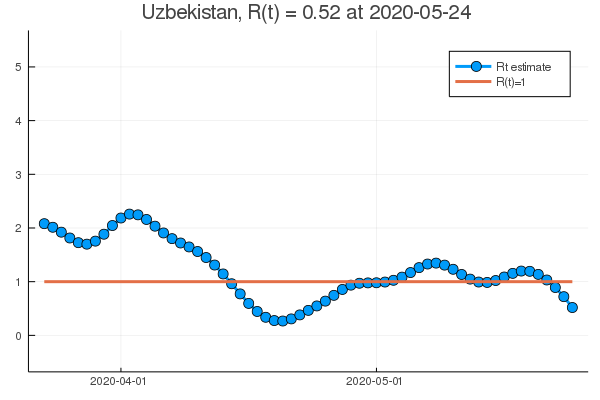 Uzbekistan, R(t) = 0.52 at 2020-05-24
Rt estimate
R(t)=1
5
4
3
2
1
0
2020-04-01
2020-05-01